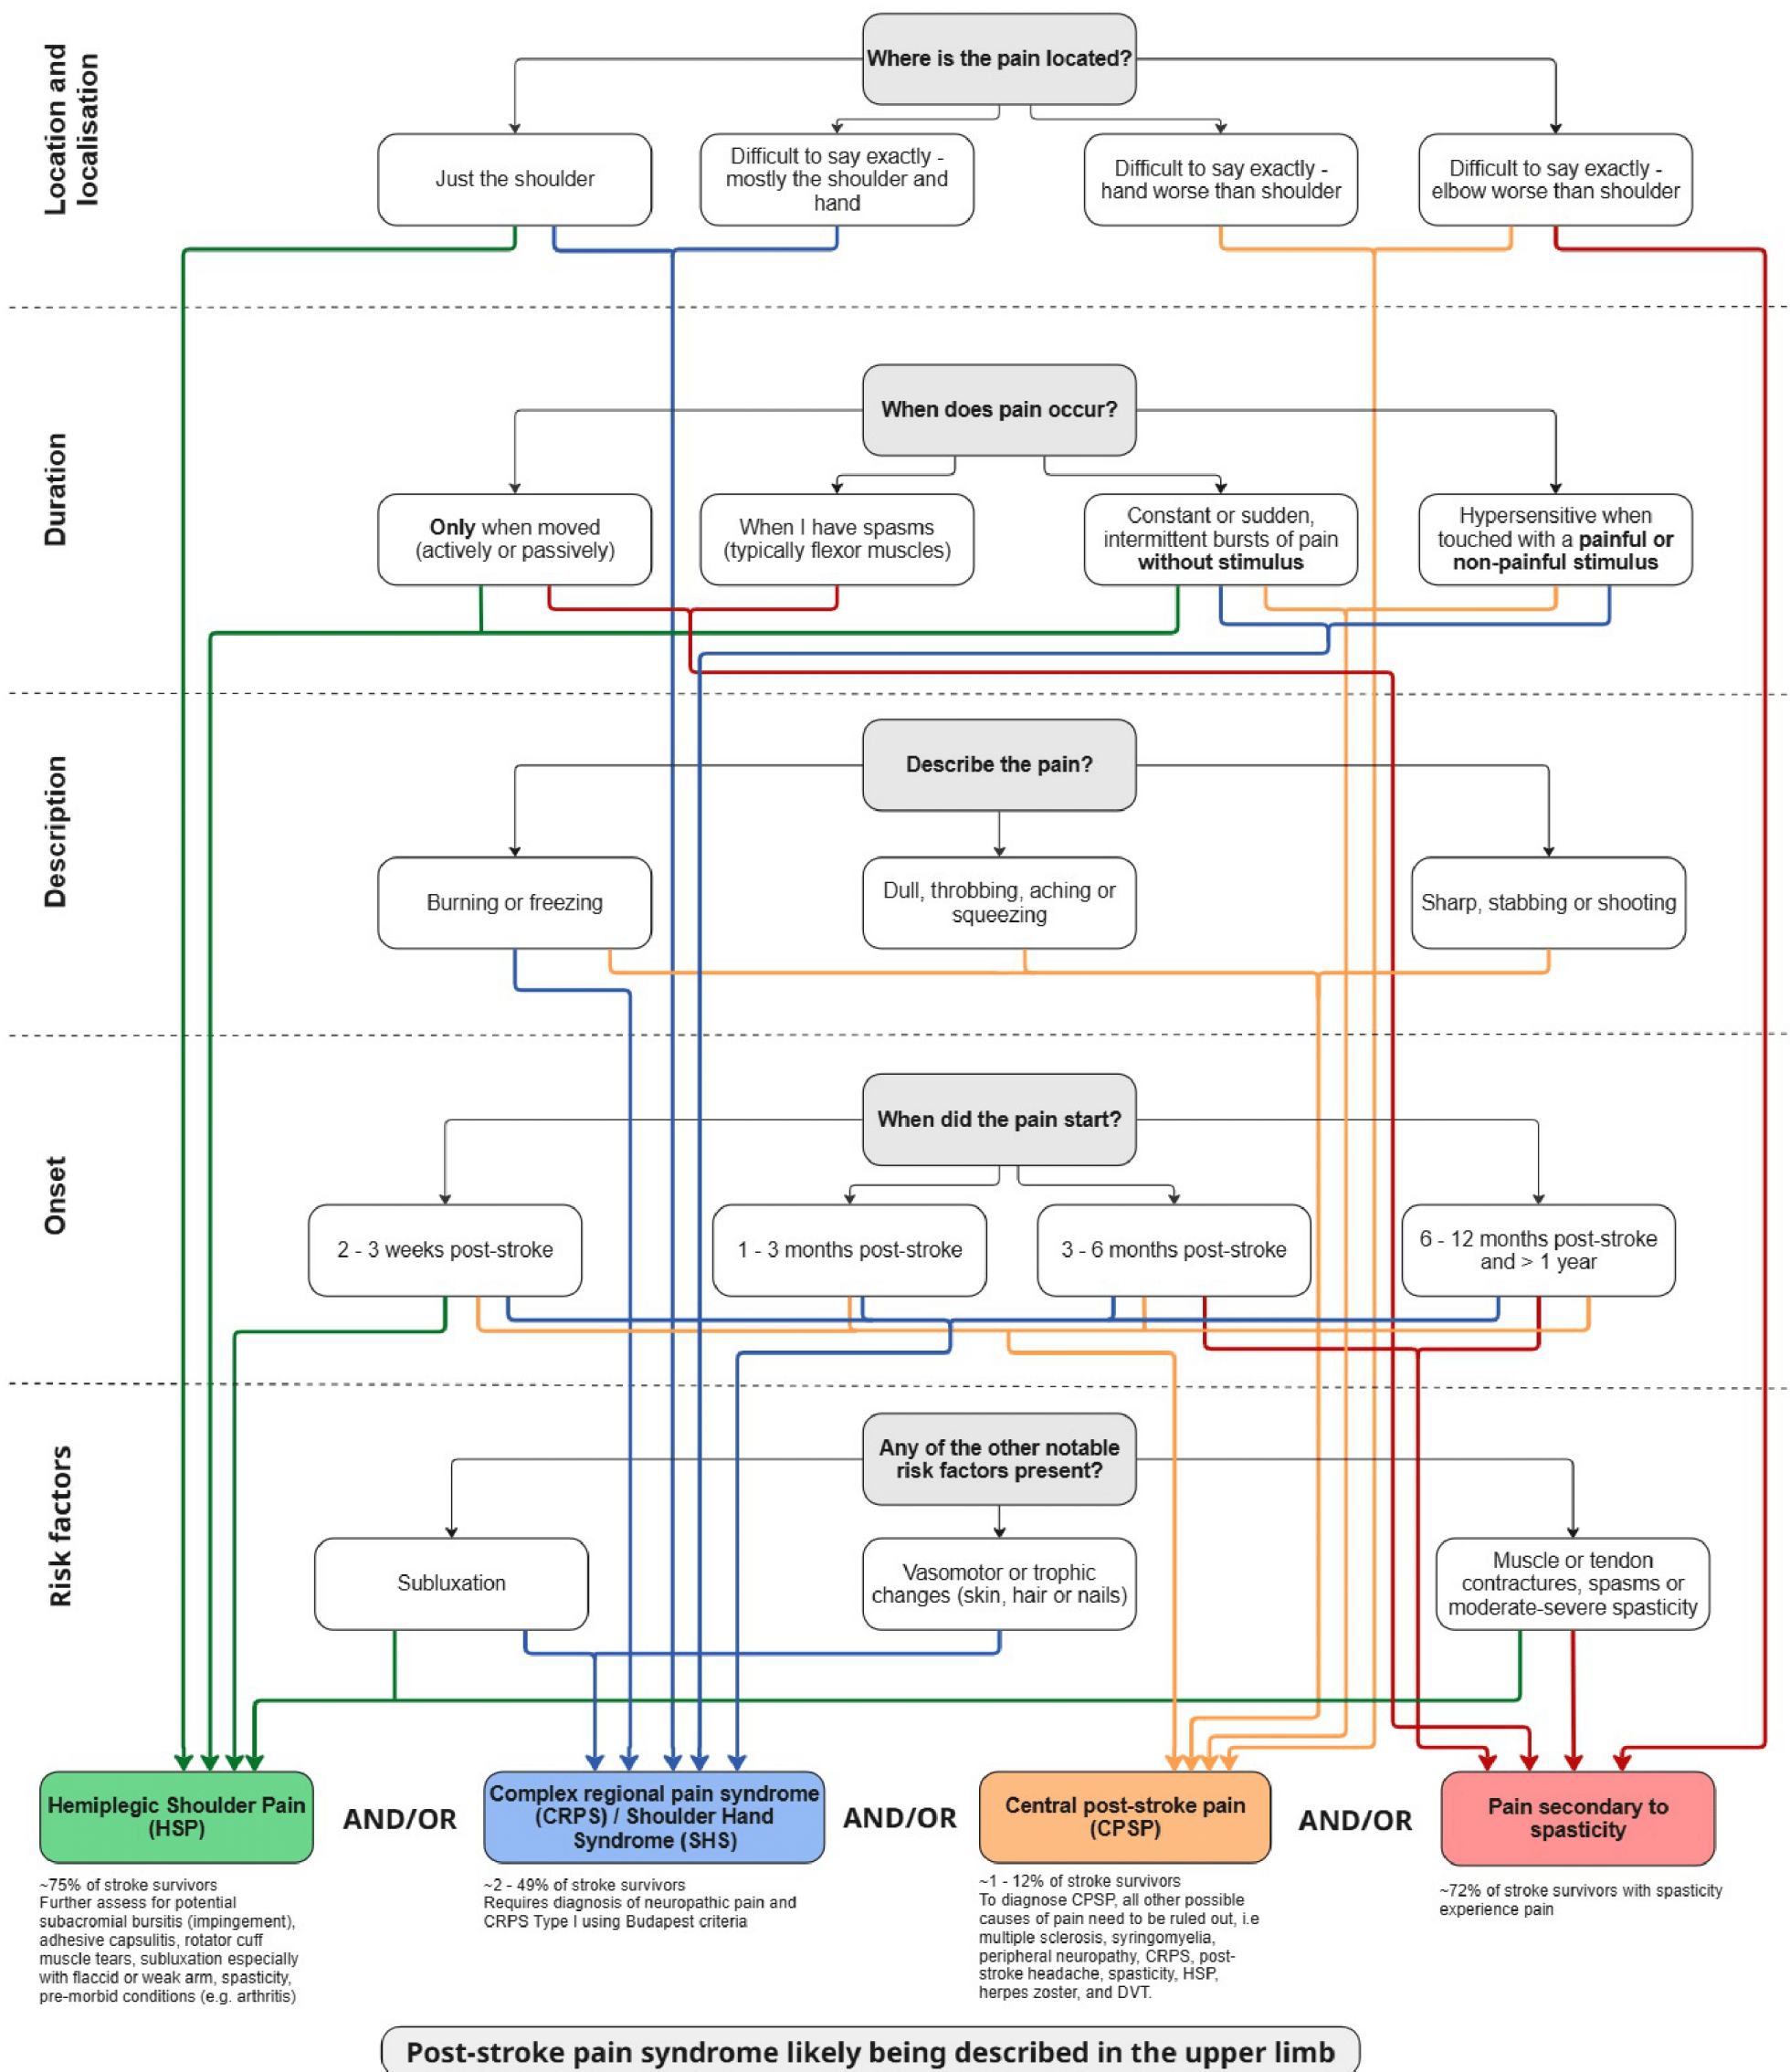 Location and
localisation
Where is the pain located?
Just the shoulder
Difficult to say exactly -
mostly the shoulder and
hand
Difficult to say exactly -
hand worse than shoulder
Difficult to say exactly -
elbow worse than shoulder
Duration
When does pain occur?
Only when moved
(actively or passively)
When I have spasms
(typically flexor muscles)
Constant or sudden,
intermittent bursts of pain
without stimulus
Hypersensitive when
touched with a painful or
non-painful stimulus
Description
Describe the pain?
Burning or freezing
Dull, throbbing, aching or
squeezing
Sharp, stabbing or shooting
Onset
When did the pain start?
2 - 3 weeks post-stroke
1 - 3 months post-stroke
3 - 6 months post-stroke
6 - 12 months post-stroke
and > 1 year
Risk factors
Any of the other notable
risk factors present?
Subluxation
Vasomotor or trophic
changes (skin, hair or nails)
Muscle or tendon
contractures, spasms or
moderate-severe spasticity
Hemiplegic Shoulder Pain
(HSP)
AND/OR
Complex regional pain syndrome
(CRPS) / Shoulder Hand
Syndrome (SHS)
AND/OR
Central post-stroke pain
(CPSP)
AND/OR
Pain secondary to
spasticity
~75% of stroke survivors
Further assess for potential
subacromial bursitis (impingement),
adhesive capsulitis, rotator cuff
muscle tears, subluxation especially
with flaccid or weak arm, spasticity,
pre-morbid conditions (e.g. arthritis)
~2 - 49% of stroke survivors
Requires diagnosis of neuropathic pain and
CRPS Type I using Budapest criteria
~1 - 12% of stroke survivors
To diagnose CPSP, all other possible
causes of pain need to be ruled out, i.e
multiple sclerosis, syringomyelia,
peripheral neuropathy, CRPS, post-
stroke headache, spasticity, HSP,
herpes zoster, and DVT.
~72% of stroke survivors with spasticity
experience pain
Post-stroke pain syndrome likely being described in the upper limb